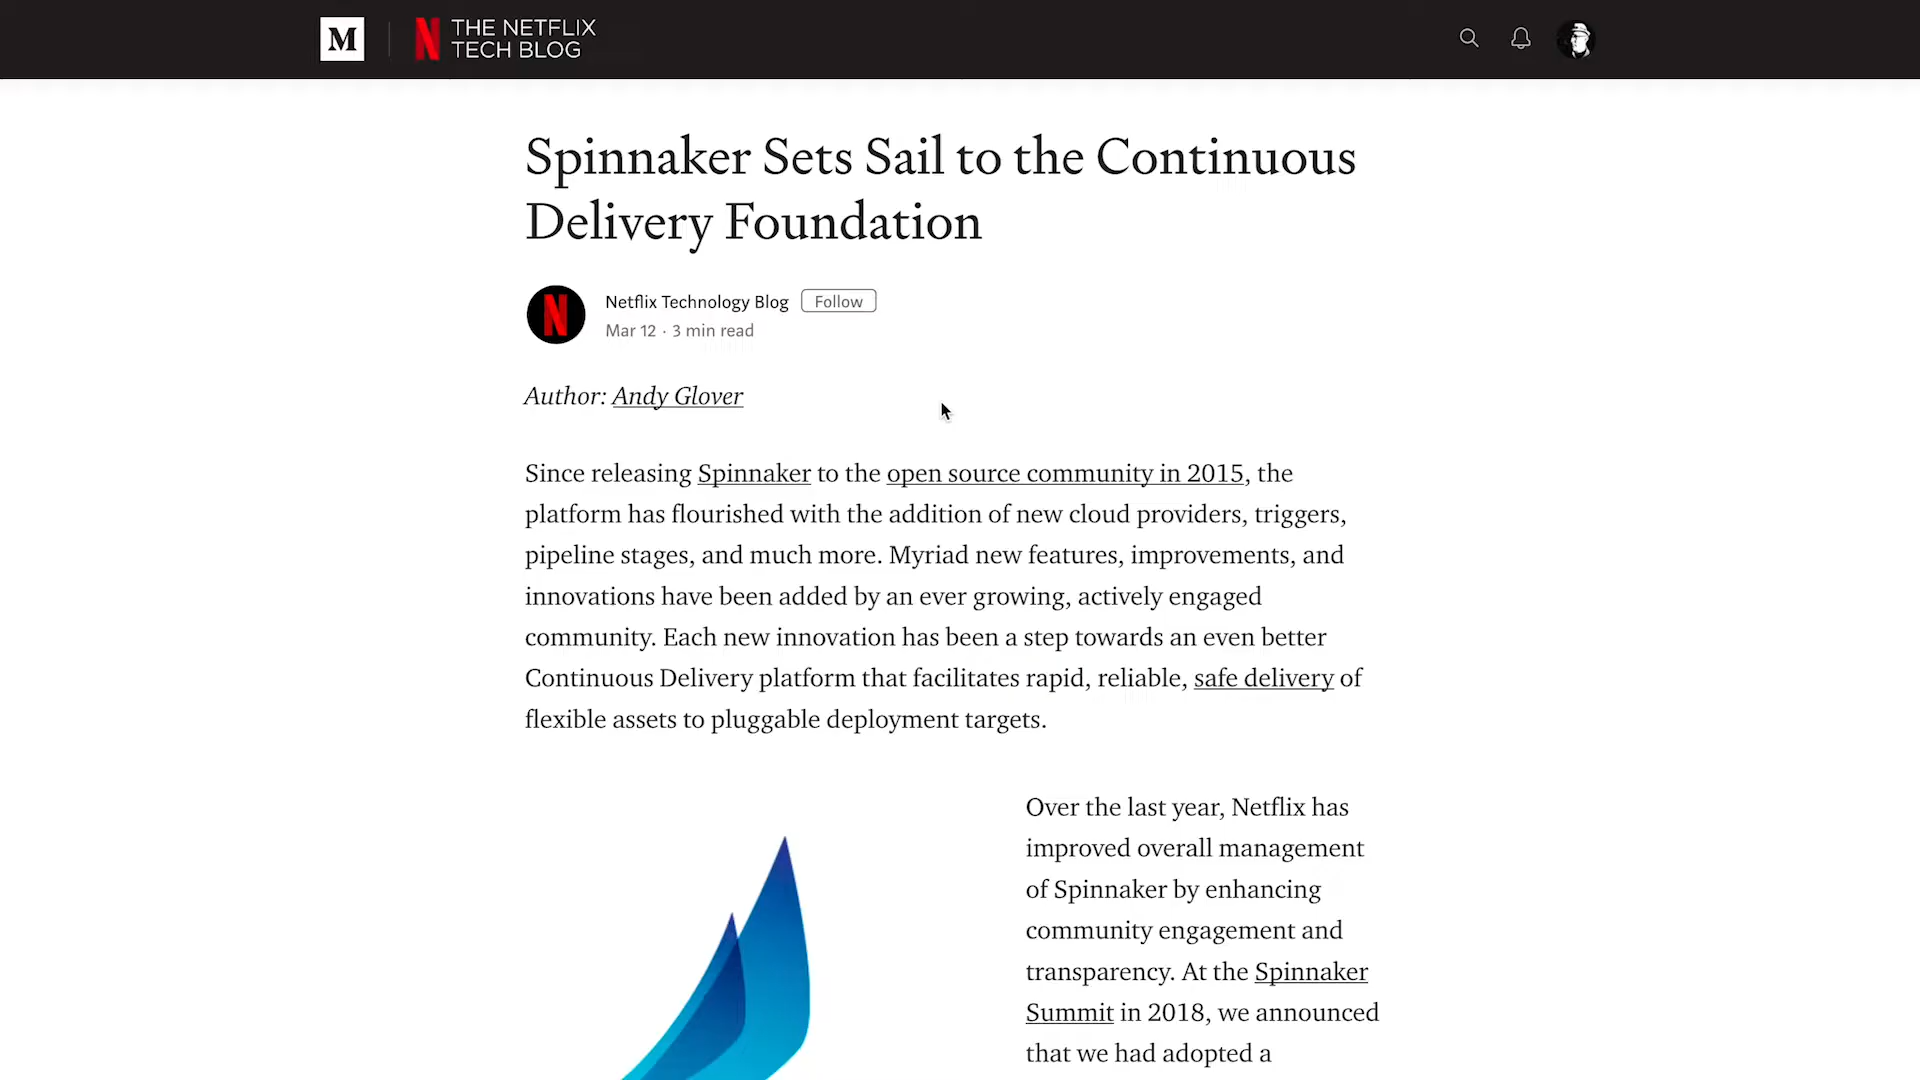 M
N
THE NETFLIX
TECH BLOG
Spinnaker Sets Sail to the Continuous
Delivery Foundation
N
Netflix Technology Blog Follow
Mar 12 · 3 min read
Author: Andy Glover
Since releasing Spinnaker to the open source community in 2015, the
platform has flourished with the addition of new cloud providers, triggers,
pipeline stages, and much more. Myriad new features, improvements, and
innovations have been added by an ever growing, actively engaged
community. Each new innovation has been a step towards an even better
Continuous Delivery platform that facilitates rapid, reliable, safe delivery of
flexible assets to pluggable deployment targets.
Over the last year, Netflix has
improved overall management
of Spinnaker by enhancing
community engagement and
transparency. At the Spinnaker
Summit in 2018, we announced
that we had adopted a